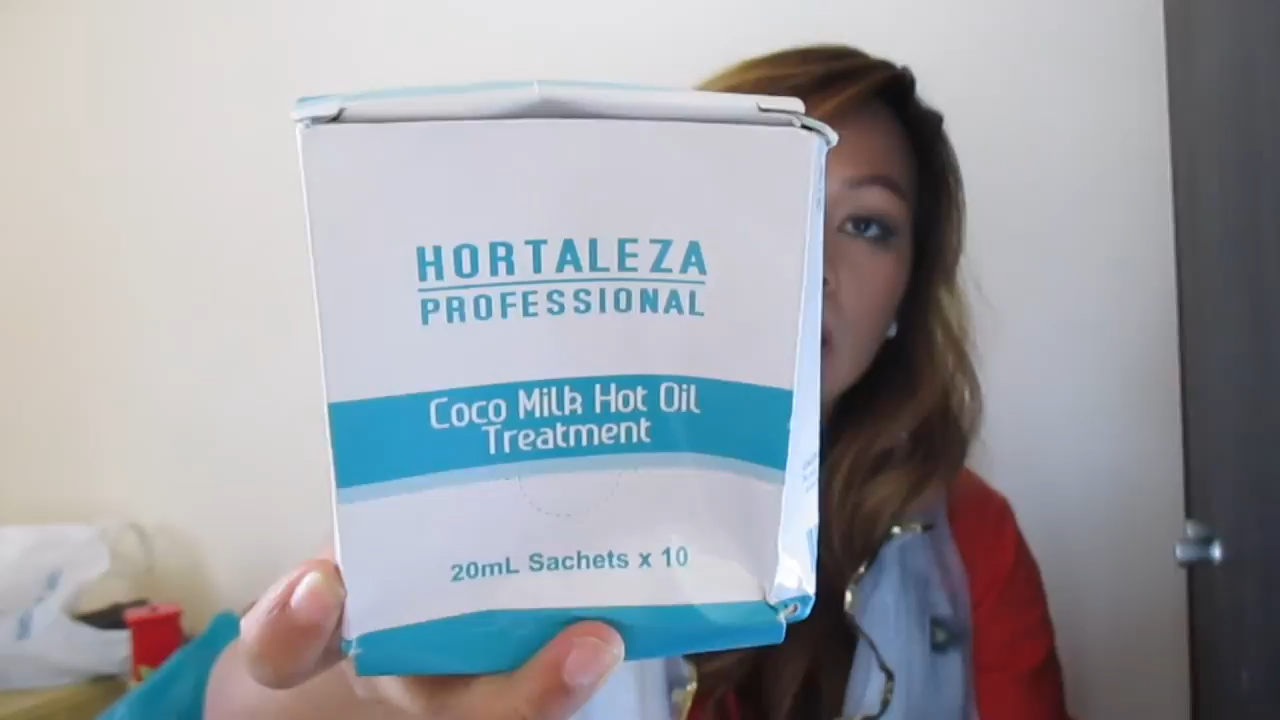 HORTALEZA
PROFESSIONAL
Coco Milk Hot Oil
Treatment
20mL Sachets x 10